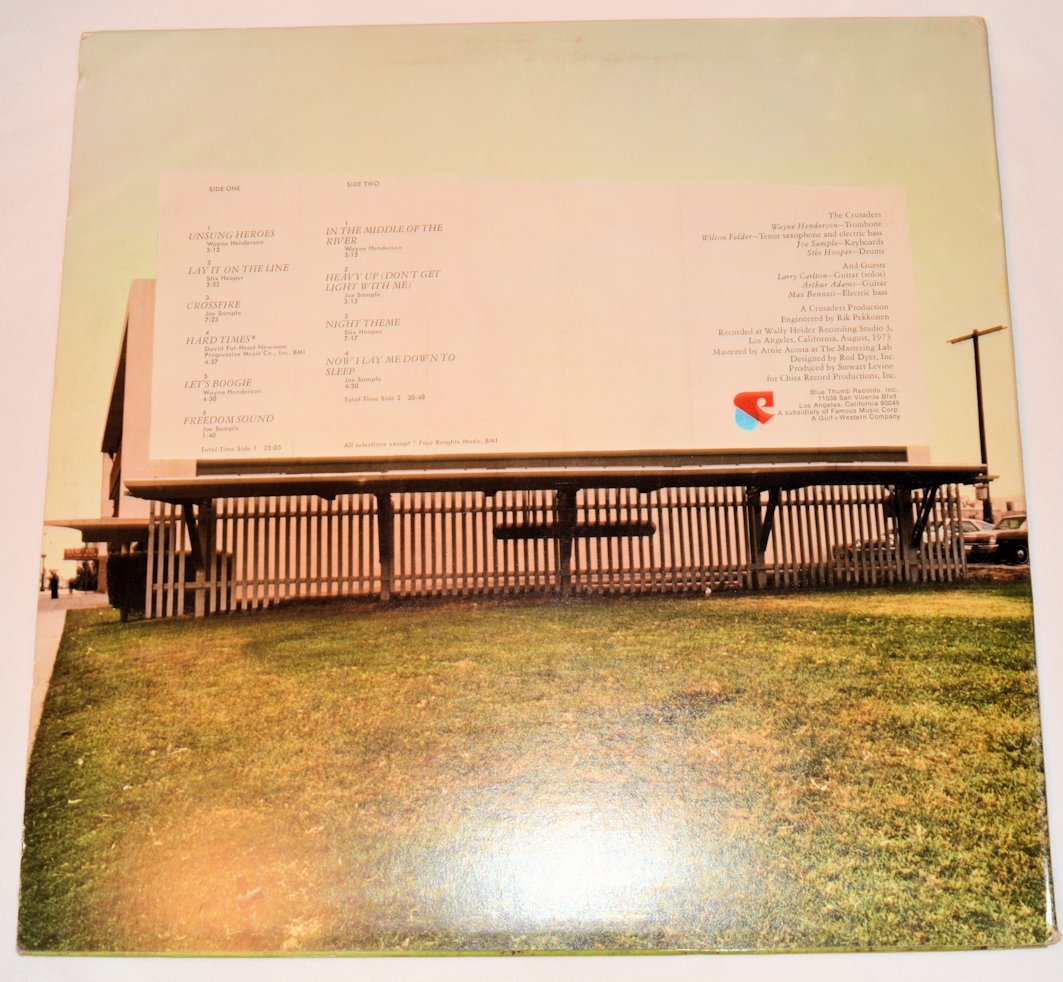 SIDE ONE
1
UNSUNG HEROES
Wayne Henderson
3:13
2
LAY IT ON THE LINE
Stix Hooper
3:32
3
CROSSFIRE
Joe Sample
7:23
4
HARD TIMES*
David Fat-Head Newman
Progressive Music Co., Inc. BMI
4:37
5
LET'S BOOGIE
Wayne Henderson
4:30
6
FREEDOM SOUND
Joe Sample
1:40
Total Time Side 1 25:05
SIDE TWO
1
IN THE MIDDLE OF THE
RIVER
Wayne Henderson
5:15
2
HEAVY UP (DON'T GET
LIGHT WITH ME)
Joe Sample
3:13
3
NIGHT THEME
Stix Hooper
7:17
4
NOW I LAY ME DOWN TO
SLEEP
Joe Sample
4:30
Total Time Side 2 20:48
All selections except * Four Knights Music, BMI
The Crusaders
Wayne Henderson—Trombone
Wilton Felder—Tenor saxophone and electric bass
Joe Sample—Keyboards
Stix Hooper—Drums
And Guests
Larry Carlton—Guitar (solos)
Arthur Adams—Guitar
Max Bennett—Electric bass
A Crusaders Production
Engineered by Rik Pekkonen
Recorded at Wally Heider Recording Studio 3,
Los Angeles, California, August, 1973
Mastered by Arnie Acosta at The Mastering Lab
Designed by Rod Dyer, Inc.
Produced by Stewart Levine
for Chisa Record Productions, Inc.
Blue Thumb Records, Inc.
11538 San Vicente Blvd.
Los Angeles, California 90049
A subsidiary of Famous Music Corp.
A Gulf+Western Company